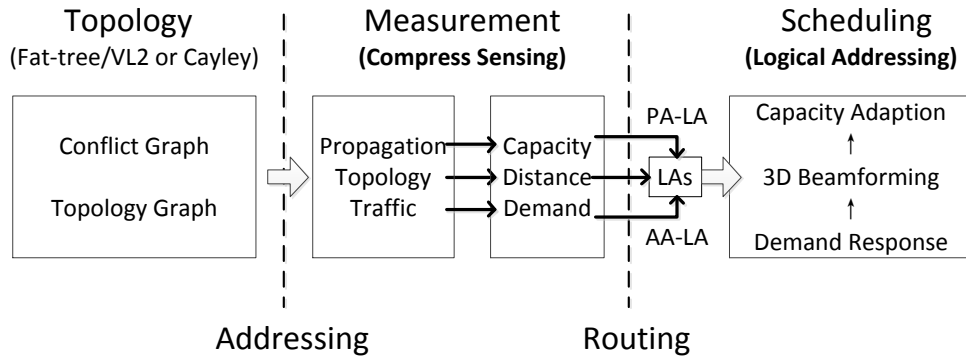 Topology
(Fat-tree/VL2 or Cayley)
Conflict Graph
Topology Graph
Measurement
(Compress Sensing)
Propagation
Topology
Traffic
Capacity
Distance
Demand
PA-LA
LAs
AA-LA
Scheduling
(Logical Addressing)
Capacity Adaption
3D Beamforming
Demand Response
Addressing
Routing